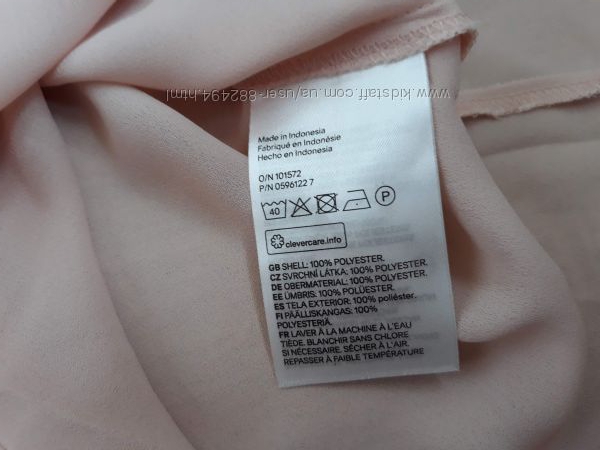 www.kidstaff.com.ua/user-882494.html
Made in Indonesia
Fabriqué en Indonésie
Hecho en Indonesia
O/N 101572
P/N 0596122 7
40 P
clevercare.info
GB SHELL: 100% POLYESTER.
CZ SVRCHNÍ LÁTKA: 100% POLYESTER.
DE OBERMATERIAL: 100% POLYESTER.
EE ÜMBRIS: 100% POLÜESTER.
ES TELA EXTERIOR: 100% poliéster.
FI PÄÄLLISKANGAS: 100%
POLYESTERIÄ.
FR LAVER À LA MACHINE À L'EAU
TIÈDE. BLANCHIR SANS CHLORE
SI NÉCESSAIRE. SÉCHER À L'AIR.
REPASSER À FAIBLE TEMPÉRATURE